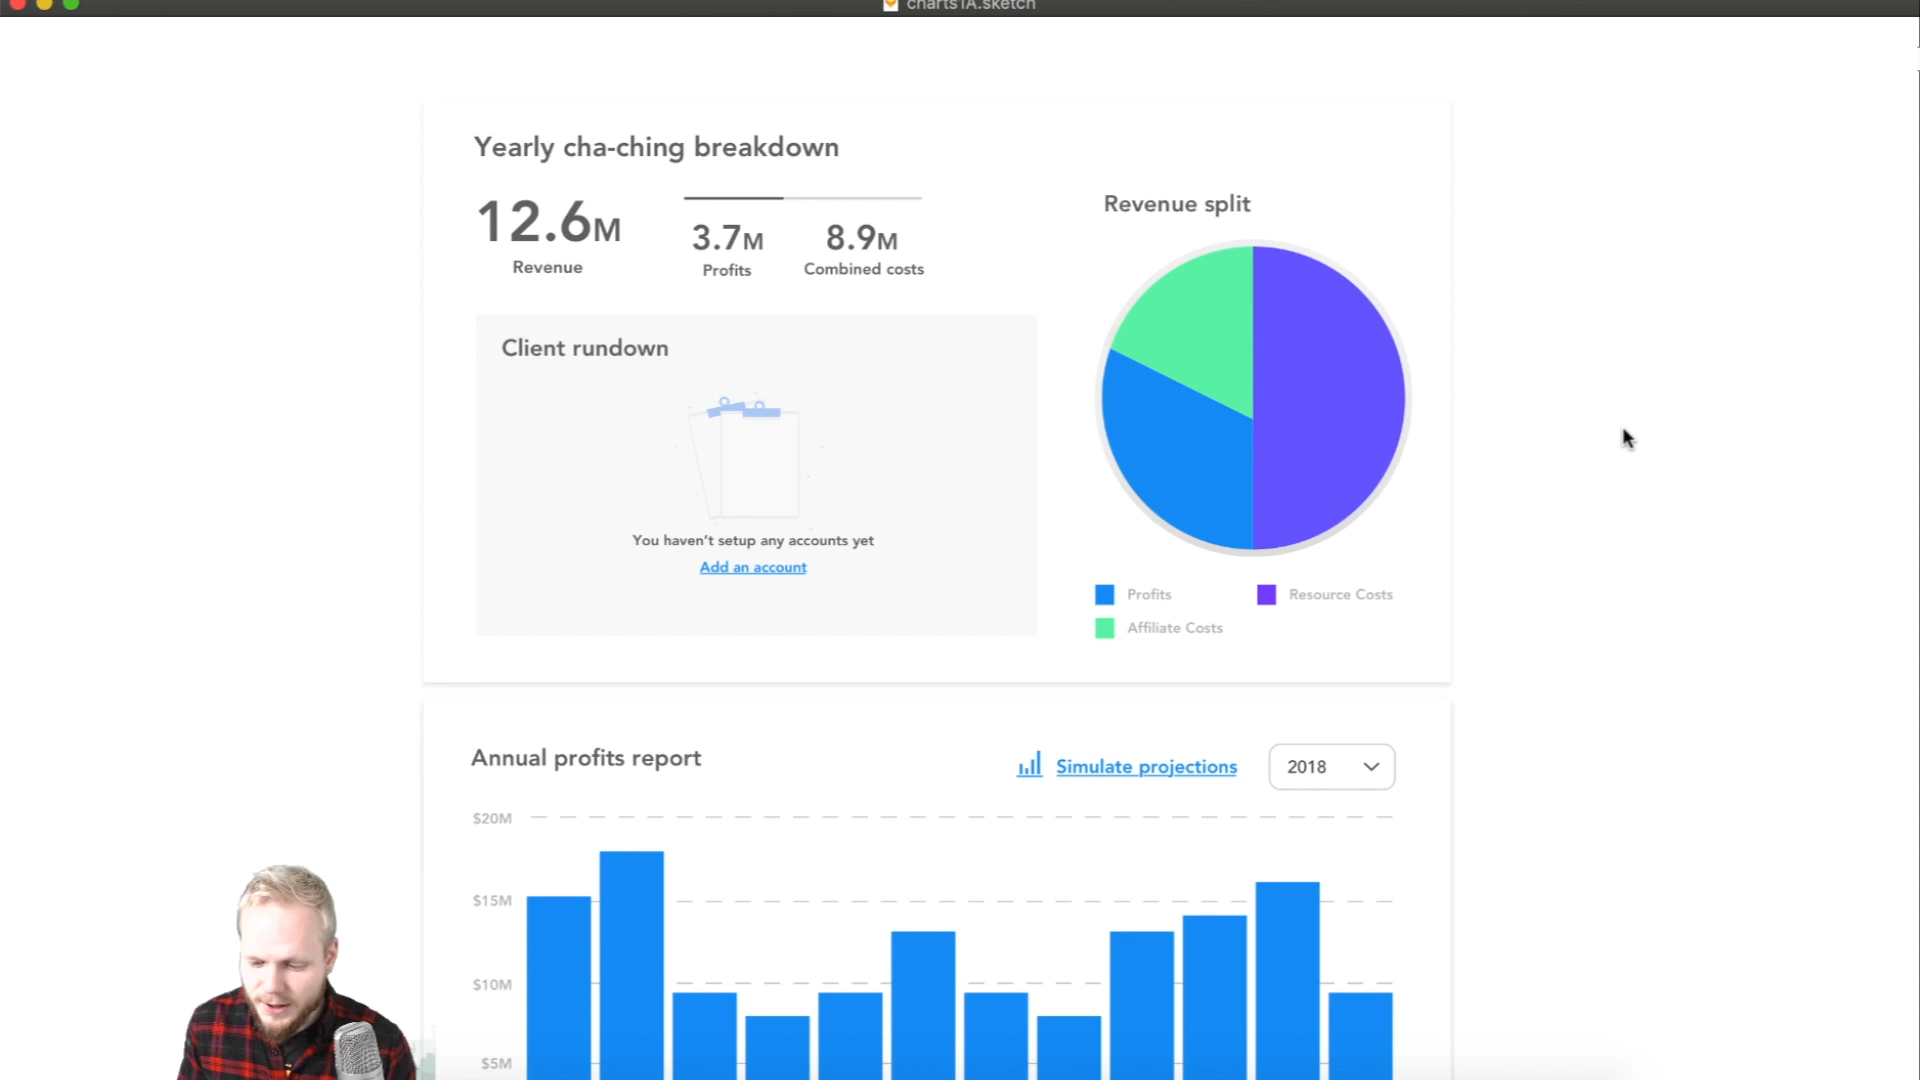 charts1A.sketch
Yearly cha-ching breakdown
12.6M
Revenue
3.7M
Profits
8.9M
Combined costs
Client rundown
You haven't setup any accounts yet
Add an account
Revenue split
Profits
Resource Costs
Affiliate Costs
Annual profits report
Simulate projections
2018
$20M
$15M
$10M
$5M